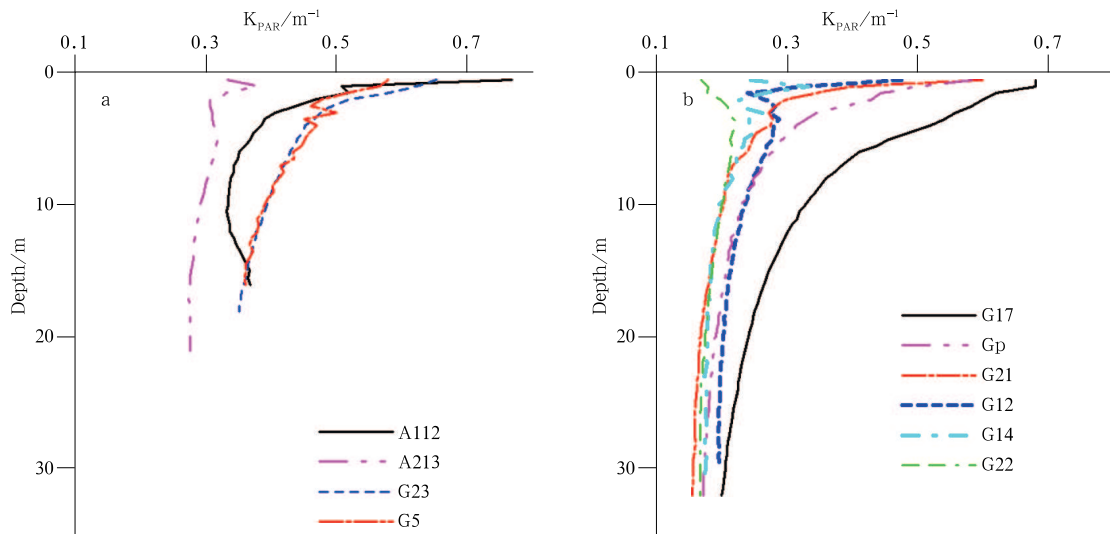 K_PAR/m⁻¹
0.1 0.3 0.5 0.7
0
10
20
30
Depth/m
a
A112
A213
G23
G5
K_PAR/m⁻¹
0.1 0.3 0.5 0.7
0
10
20
30
Depth/m
b
G17
Gp
G21
G12
G14
G22